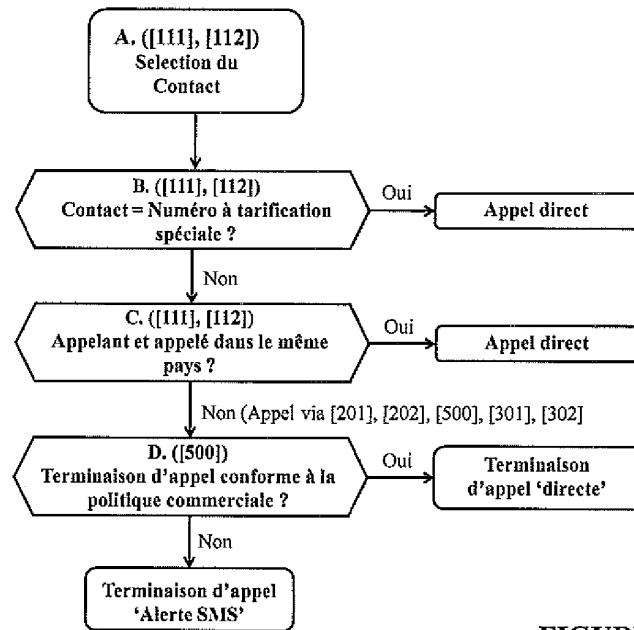 A. ([111], [112])
Selection du
Contact
B. ([111], [112])
Contact = Numéro à tarification
spéciale ?
Oui
Appel direct
Non
C. ([111], [112])
Appelant et appelé dans le même
pays ?
Oui
Appel direct
Non (Appel via [201], [202], [500], [301], [302]
D. ([500])
Terminaison d'appel conforme à la
politique commerciale ?
Oui
Terminaison
d'appel ‘directe’
Non
Terminaison d'appel
‘Alerte SMS’
FIGURE